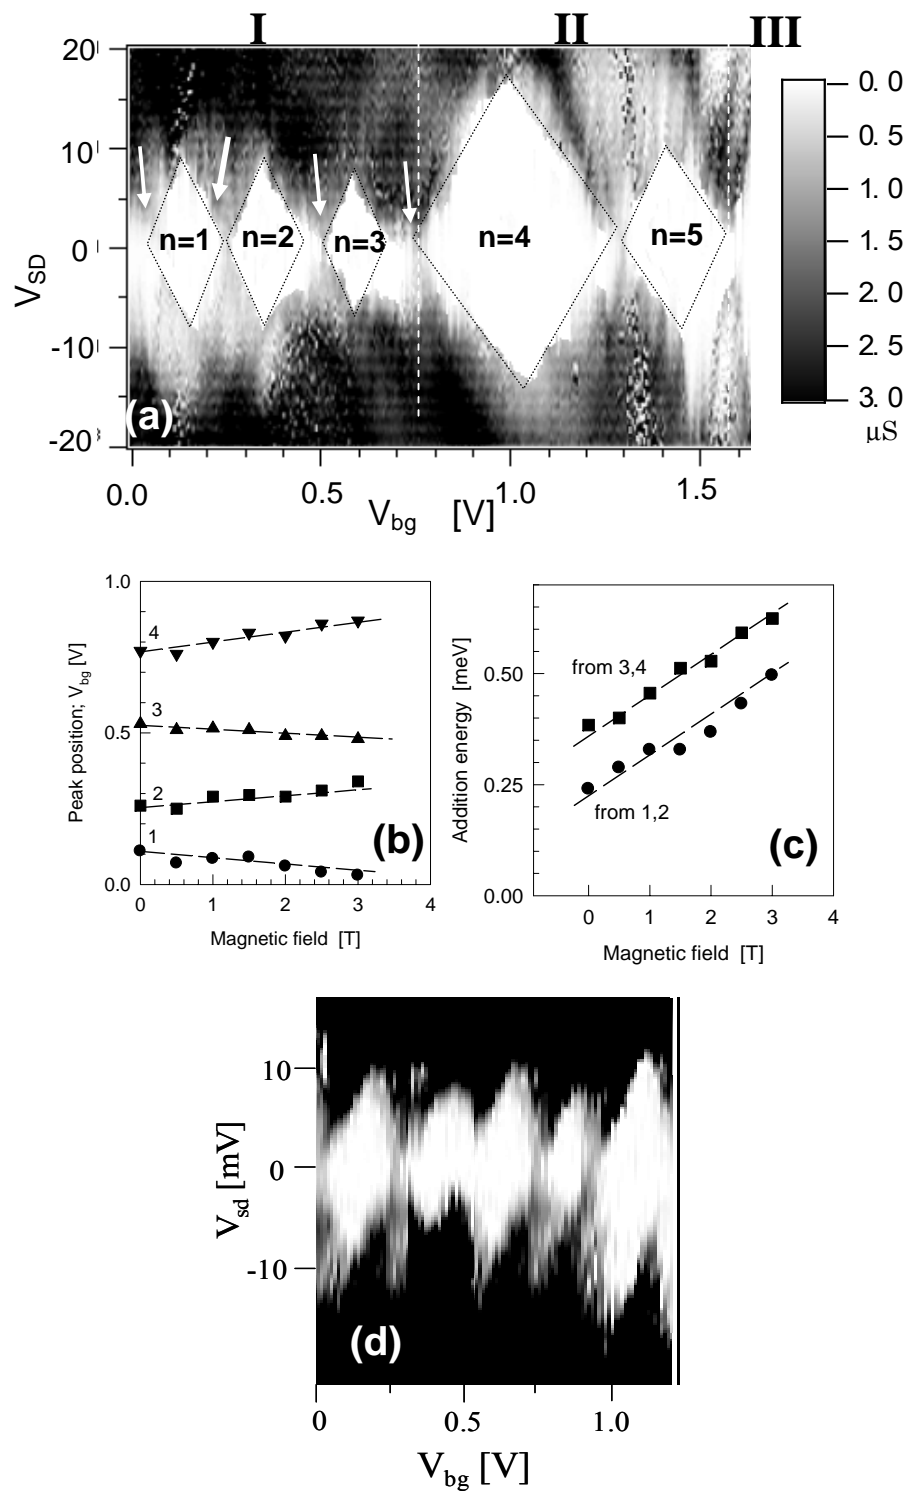 I II III
20
10
0
-10
-20
V_SD
n=1 n=2 n=3 n=4 n=5
(a)
0.0 0.5 1.0 1.5
V_bg [V]
0.0
0.5
1.0
1.5
2.0
2.5
3.0
µS
1.0
0.5
0.0
Peak position; V_bg [V]
4
3
2
1
(b)
0 1 2 3 4
Magnetic field [T]
0.50
0.25
0.00
Addition energy [meV]
from 3,4
from 1,2
(c)
0 1 2 3 4
Magnetic field [T]
10
0
-10
V_sd [mV]
(d)
0 0.5 1.0
V_bg [V]